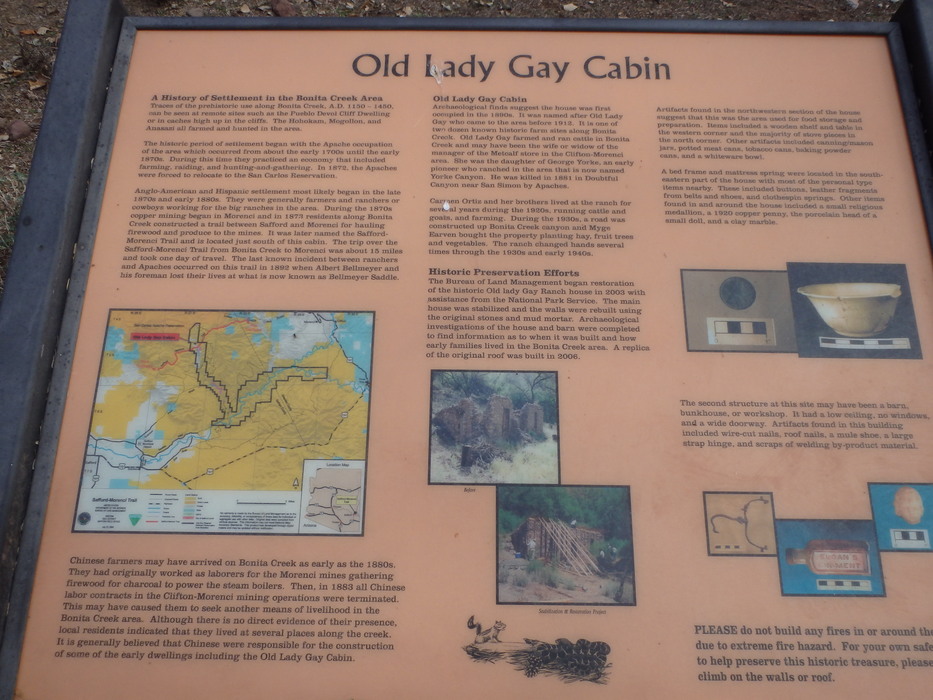 Old Lady Gay Cabin
A History of Settlement in the Bonita Creek Area
Traces of the prehistoric use along Bonita Creek, A.D. 1150 - 1450,
can be seen at remote sites such as the Pueblo Devol Cliff Dwelling
or in caches high up in the cliffs. The Hohokam, Mogollon, and
Anasazi all farmed and hunted in the area.
The historic period of settlement began with the Apache occupation
of the area which occurred from about the early 1700s until the early
1870s. During this time they practiced an economy that included
farming, raiding, and hunting-and-gathering. In 1872, the Apaches
were forced to relocate to the San Carlos Reservation.
Anglo-American and Hispanic settlement most likely began in the late
1870s and early 1880s. They were generally farmers and ranchers or
cowboys working for the big ranches in the area. During the 1870s
copper mining began in Morenci and in 1873 residents along Bonita
Creek constructed a trail between Safford and Morenci for hauling
firewood and produce to the mines. It was later named the Safford-
Morenci Trail and is located just south of this cabin. The trip over the
Safford-Morenci Trail from Bonita Creek to Morenci was about 15 miles
and took one day of travel. The last known incident between ranchers
and Apaches occurred on this trail in 1892 when Albert Bellmeyer and
his foreman lost their lives at what is now known as Bellmeyer Saddle.
Location Map
Safford-Morenci Trail
Arizona
Chinese farmers may have arrived on Bonita Creek as early as the 1880s.
They had originally worked as laborers for the Morenci mines gathering
firewood for charcoal to power the steam boilers. Then, in 1883 all Chinese
labor contracts in the Clifton-Morenci mining operations were terminated.
This may have caused them to seek another means of livelihood in the
Bonita Creek area. Although there is no direct evidence of their presence,
local residents indicated that they lived at several places along the creek.
It is generally believed that Chinese were responsible for the construction
of some of the early dwellings including the Old Lady Gay Cabin.
Old Lady Gay Cabin
Archaeological finds suggest the house was first
occupied in the 1890s. It was named after Old Lady
Gay who came to the area before 1912. It is one of
two dozen known historic farm sites along Bonita
Creek. Old Lady Gay farmed and ran cattle in Bonita
Creek and may have been the wife or widow of the
manager of the Metcalf store in the Clifton-Morenci
area. She was the daughter of George Yorke, an early
pioneer who ranched in the area that is now named
Yorke Canyon. He was killed in 1881 in Doubtful
Canyon near San Simon by Apaches.
Carmen Ortiz and her brothers lived at the ranch for
years during the 1920s, running cattle and
goats, and farming. During the 1930s, a road was
constructed up Bonita Creek canyon and Myge
Earven bought the property planting hay, fruit trees
and vegetables. The ranch changed hands several
times through the 1930s and early 1940s.
Historic Preservation Efforts
The Bureau of Land Management began restoration
of the historic Old lady Gay Ranch house in 2003 with
assistance from the National Park Service. The main
house was stabilized and the walls were rebuilt using
the original stones and mud mortar. Archaeological
investigations of the house and barn were completed
to find information as to when it was built and how
early families lived in the Bonita Creek area. A replica
of the original roof was built in 2006.
Before
Stabilization & Restoration Project
Artifacts found in the northwestern section of the house
suggest that this was the area used for food storage and
preparation. Items included a wooden shelf and table in
the western corner and the majority of stove pieces in
the north corner. Other artifacts included canning/mason
jars, potted meat cans, tobacco cans, baking powder
cans, and a whiteware bowl.
A bed frame and mattress spring were located in the south-
eastern part of the house with most of the personal type
items nearby. These included buttons, leather fragments
from belts and shoes, and clothespin springs. Other items
found in and around the house included a small religious
medallion, a 1920 copper penny, the porcelain head of a
small doll, and a clay marble.
The second structure at this site may have been a barn,
bunkhouse, or workshop. It had a low ceiling, no windows,
and a wide doorway. Artifacts found in this building
included wire-cut nails, roof nails, a mule shoe, a large
strap hinge, and scraps of welding by-product material.
PLEASE do not build any fires in or around the
due to extreme fire hazard. For your own safe
to help preserve this historic treasure, please
climb on the walls or roof.